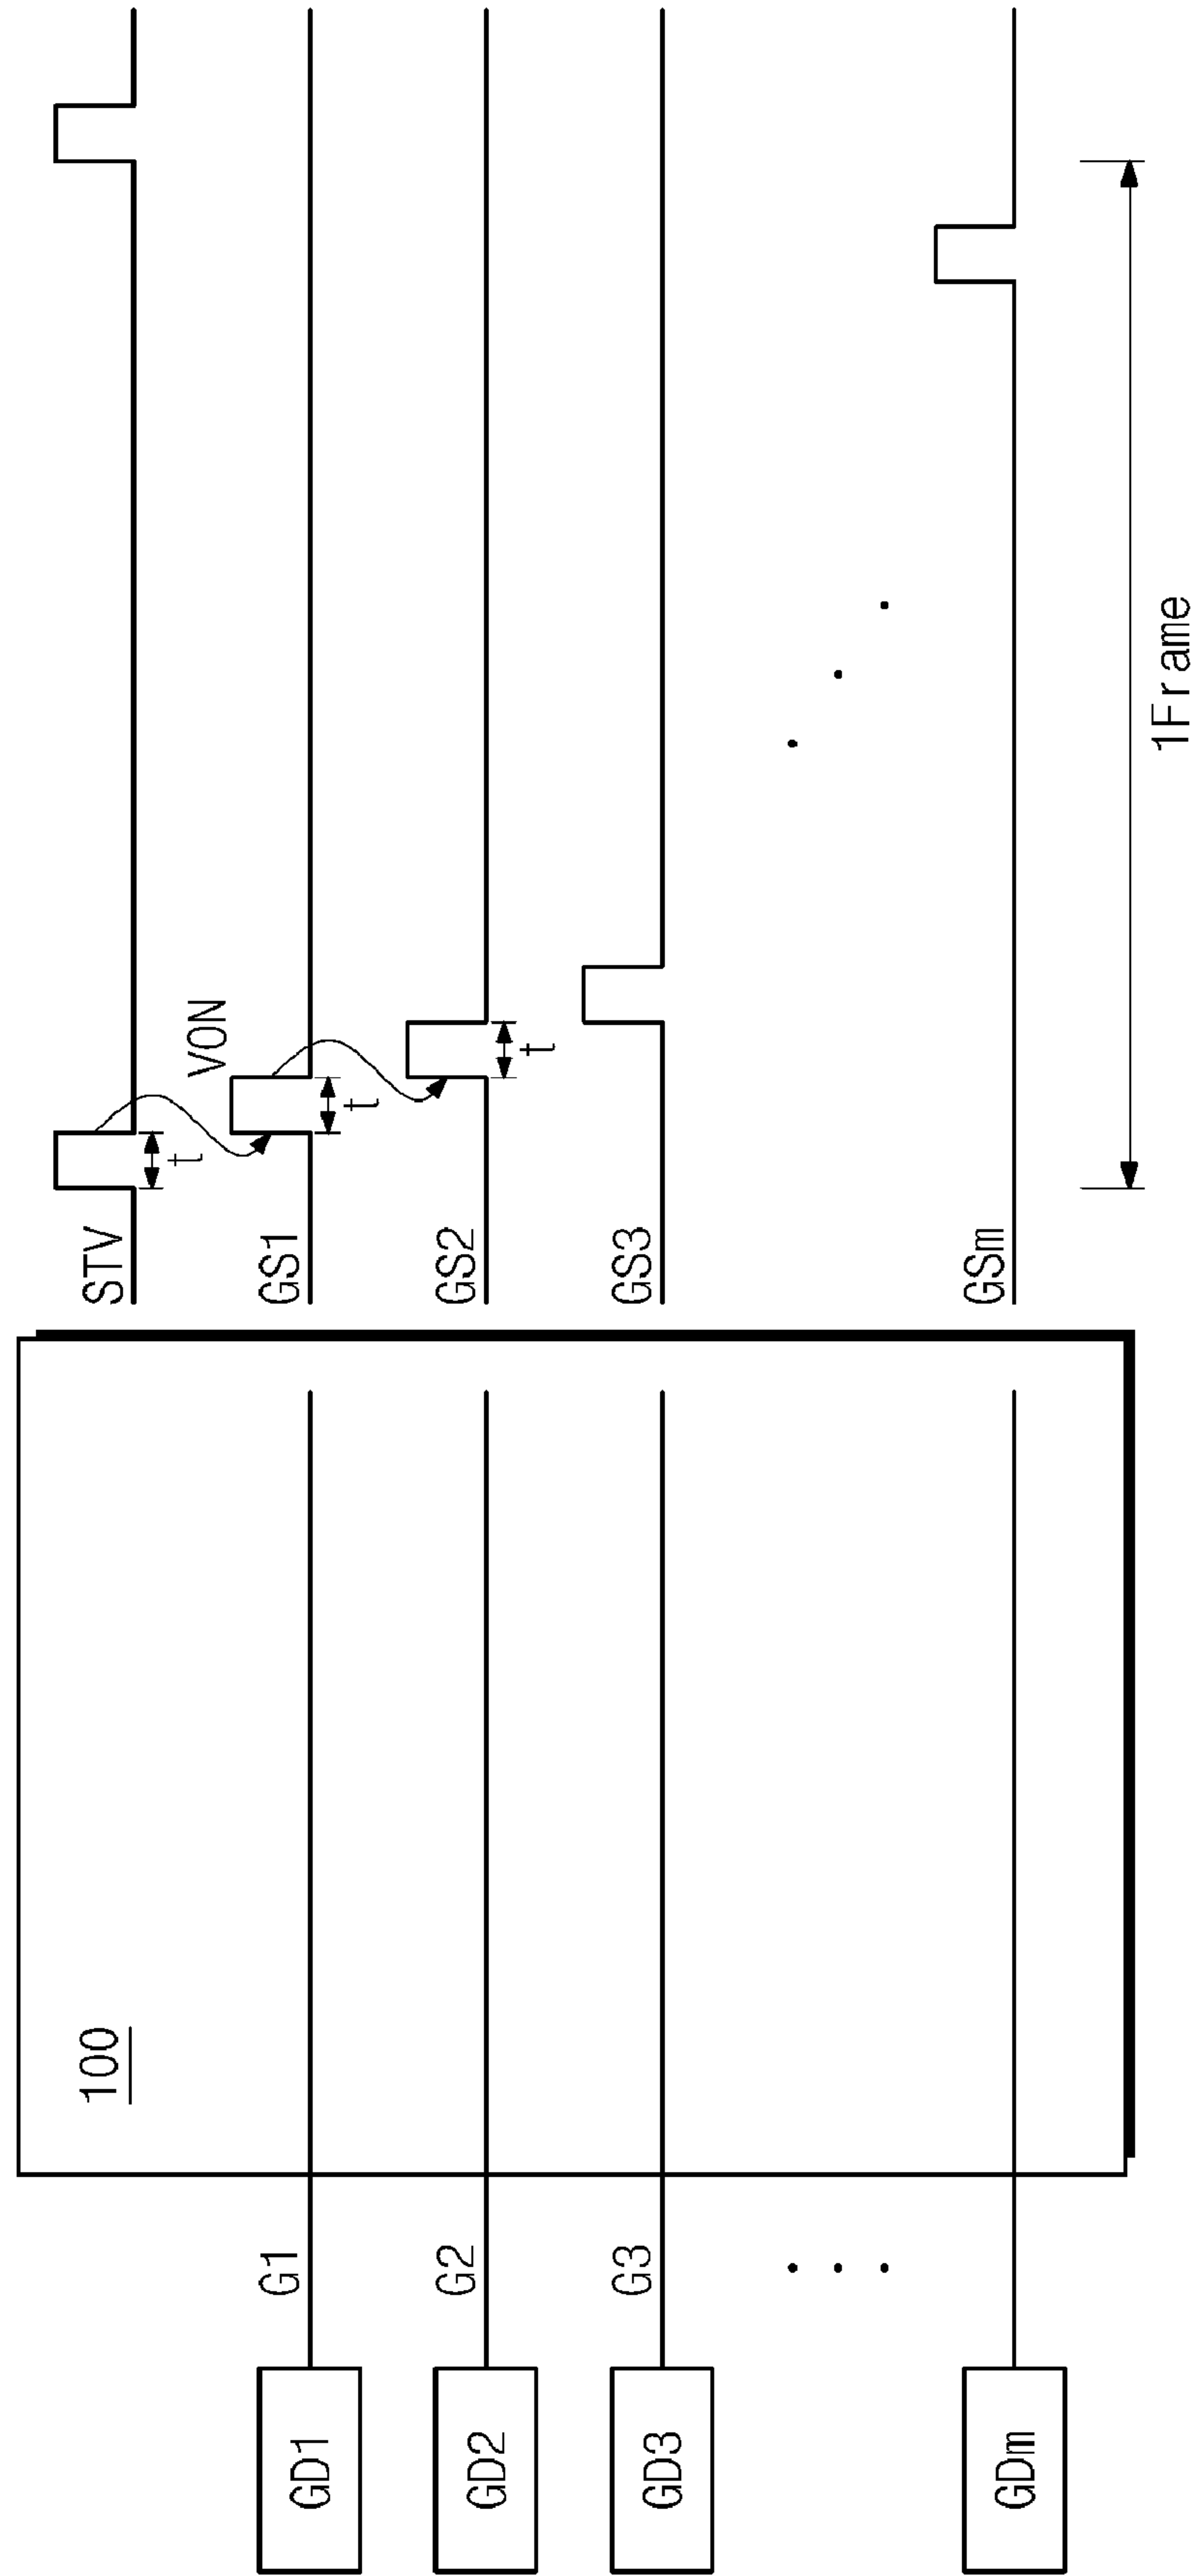 STV
t
VON
GD1
G1
100
GS1
t
GD2
G2
GS2
t
GD3
G3
GS3
GDm
GSm
1Frame